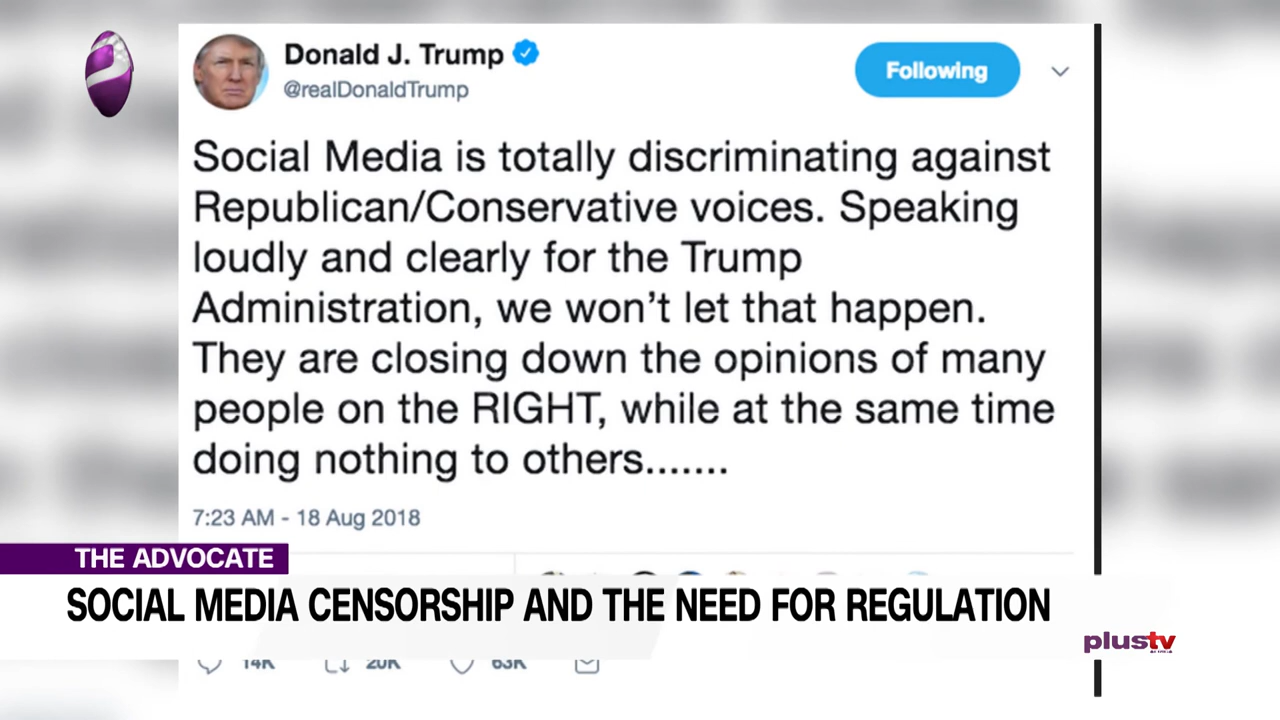 Donald J. Trump
@realDonaldTrump
Following
Social Media is totally discriminating against
Republican/Conservative voices. Speaking
loudly and clearly for the Trump
Administration, we won't let that happen.
They are closing down the opinions of many
people on the RIGHT, while at the same time
doing nothing to others.......
7:23 AM - 18 Aug 2018
THE ADVOCATE
SOCIAL MEDIA CENSORSHIP AND THE NEED FOR REGULATION
plustv
14K 20K 63K